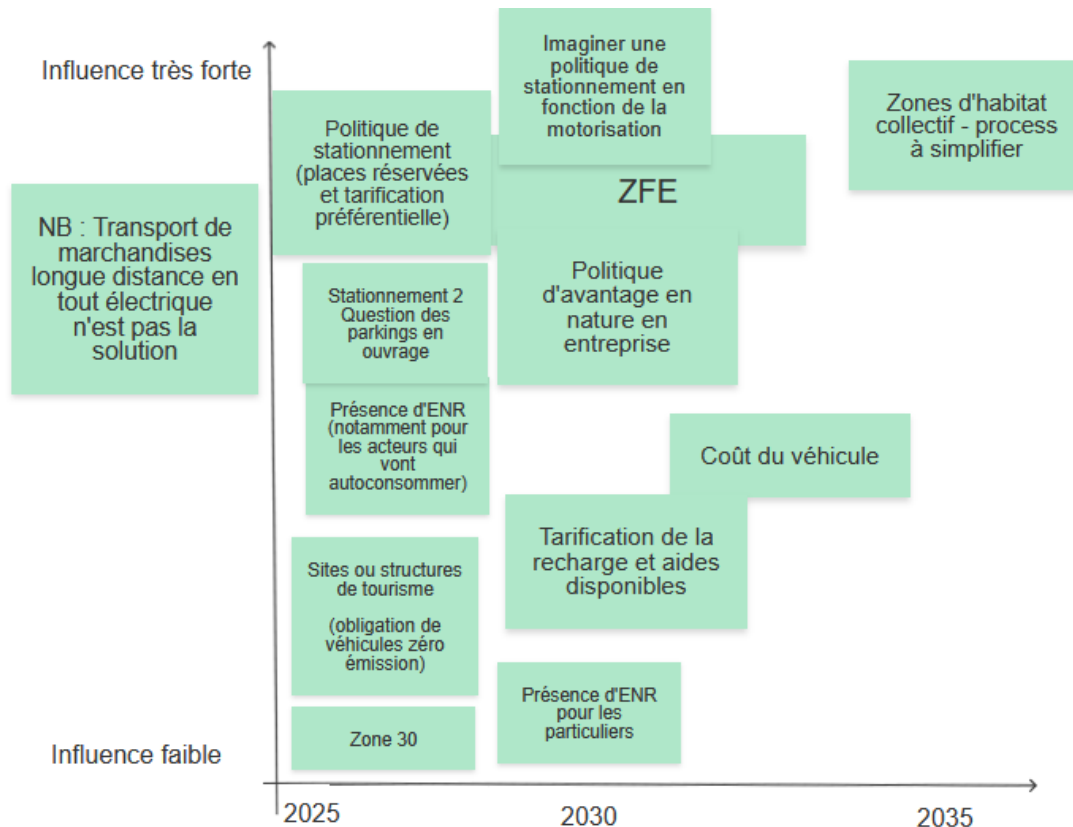 Influence très forte
Imaginer une
politique de
stationnement en
fonction de la
motorisation
Zones d'habitat
collectif - process
à simplifier
Politique de
stationnement
(places réservées
et tarification
préférentielle)
ZFE
NB : Transport de
marchandises
longue distance en
tout électrique
n'est pas la
solution
Stationnement 2
Question des
parkings en
ouvrage
Politique
d'avantage en
nature en
entreprise
Présence d'ENR
(notamment pour
les acteurs qui
vont
autoconsommer)
Coût du véhicule
Tarification de la
recharge et aides
disponibles
Sites ou structures
de tourisme
(obligation de
véhicules zéro
émission)
Présence d'ENR
pour les
particuliers
Zone 30
Influence faible
2025
2030
2035